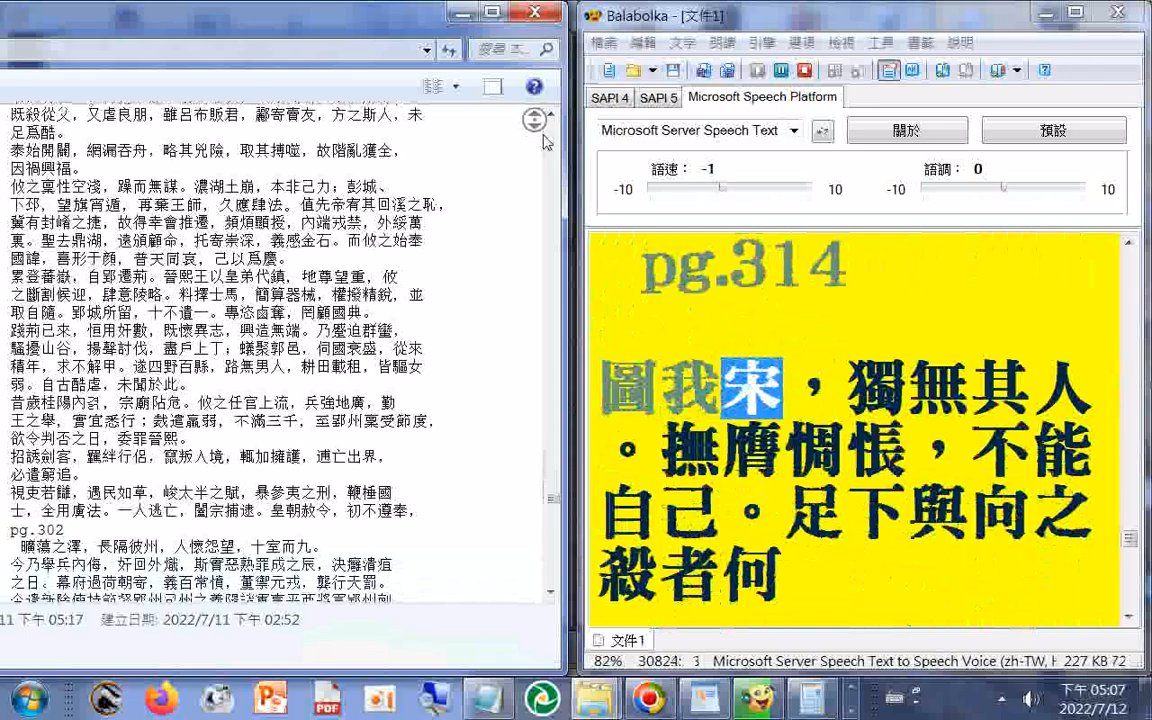 搜尋 本...
既殺從父，又虐良朋，雖呂布販君，酈寄賣友，方之斯人，未
足爲酷。
泰始開闢，網漏吞舟，略其兇險，取其搏噬，故階亂獲全，
因禍興福。
攸之稟性空淺，躁而無謀。濃湖土崩，本非己力；彭城、
下邳，望旗宵遁，再棄王師，久應肆法。值先帝宥其回溪之恥，
冀有封崤之捷，故得幸會推遷，頻煩顯授，內端戎禁，外綏萬
里。聖去鼎湖，遠頒顧命，托寄崇深，義感金石。而攸之始奉
國諱，喜形于顏，普天同哀，己以爲慶。
累登蕃嶽，自郢遷荊。晉熙王以皇弟代鎮，地尊望重，攸
之斷割候迎，肆意陵略。料擇士馬，簡算器械，權撥精銳，並
取自隨。郢城所留，十不遺一。專恣鹵奪，罔顧國典。
踐荊已來，恒用奸數，既懷異志，興造無端。乃蹙迫群蠻，
騷擾山谷，揚聲討伐，盡戶上丁；蟻聚郭邑，伺國衰盛，從來
積年，求不解甲。遂四野百縣，路無男人，耕田載租，皆驅女
弱。自古酷虐，未聞於此。
昔歲桂陽內奰，宗廟阽危。攸之任官上流，兵強地廣，勤
王之舉，實宜悉行；裁遣羸弱，不滿三千，至郢州稟受節度，
欲令判否之日，委罪晉熙。
招誘劍客，羈絆行侶，竄叛入境，輒加擁護，逋亡出界，
必遣窮追。
視吏若讎，遇民如草，峻太半之賦，暴參夷之刑，鞭棰國
士，全用虜法。一人逃亡，闔宗捕逮。皇朝赦令，初不遵奉，
pg.302
曠蕩之澤，長隔彼州，人懷怨望，十室而九。
今乃舉兵內侮，奸回外熾，斯實惡熟罪成之辰，決癰潰疽
之日。幕府過荷朝寄，義百常憤，董禦元戎，龔行天罰。
11 下午 05:17 建立日期: 2022/7/11 下午 02:52
Balabolka - [文件1]
檔案 編輯 文字 朗讀 引擎 選項 檢視 工具 書籤 說明
SAPI 4 SAPI 5 Microsoft Speech Platform
Microsoft Server Speech Text 關於 預設
語速： -1 語調： 0
-10 10 -10 10
pg.314
圖我宋，獨無其人
。撫膺惆悵，不能
自己。足下與向之
殺者何
文件1
82% 30824: 3 Microsoft Server Speech Text to Speech Voice (zh-TW, H 227 KB 72
下午 05:07
2022/7/12